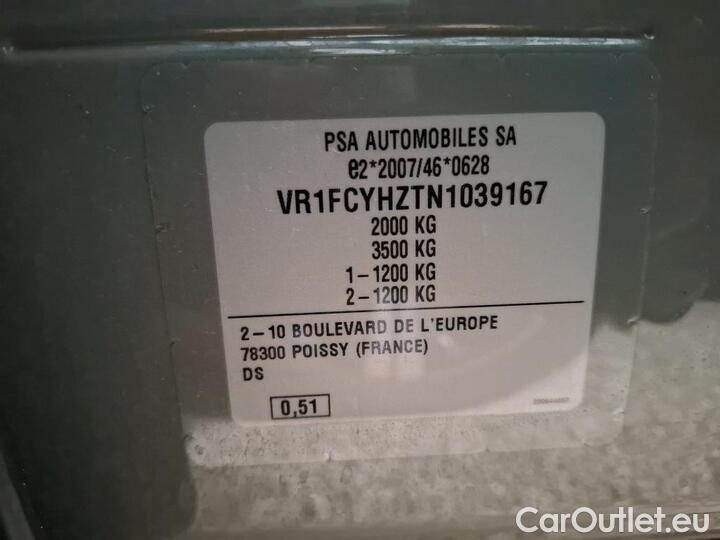 PSA AUTOMOBILES SA
e2*2007/46*0628
VR1FCYHZTN1039167
2000 KG
3500 KG
1-1200 KG
2-1200 KG
2-10 BOULEVARD DE L'EUROPE
78300 POISSY (FRANCE)
DS
0,51
CarOutlet.eu